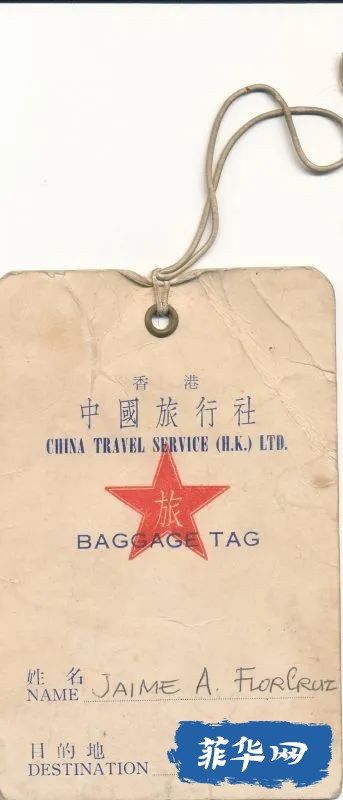 香港
中國旅行社
CHINA TRAVEL SERVICE (H.K.) LTD.
旅
BAGGAGE TAG
姓名
NAME JAIME A. FLORCRUZ
目的地
DESTINATION
菲华网